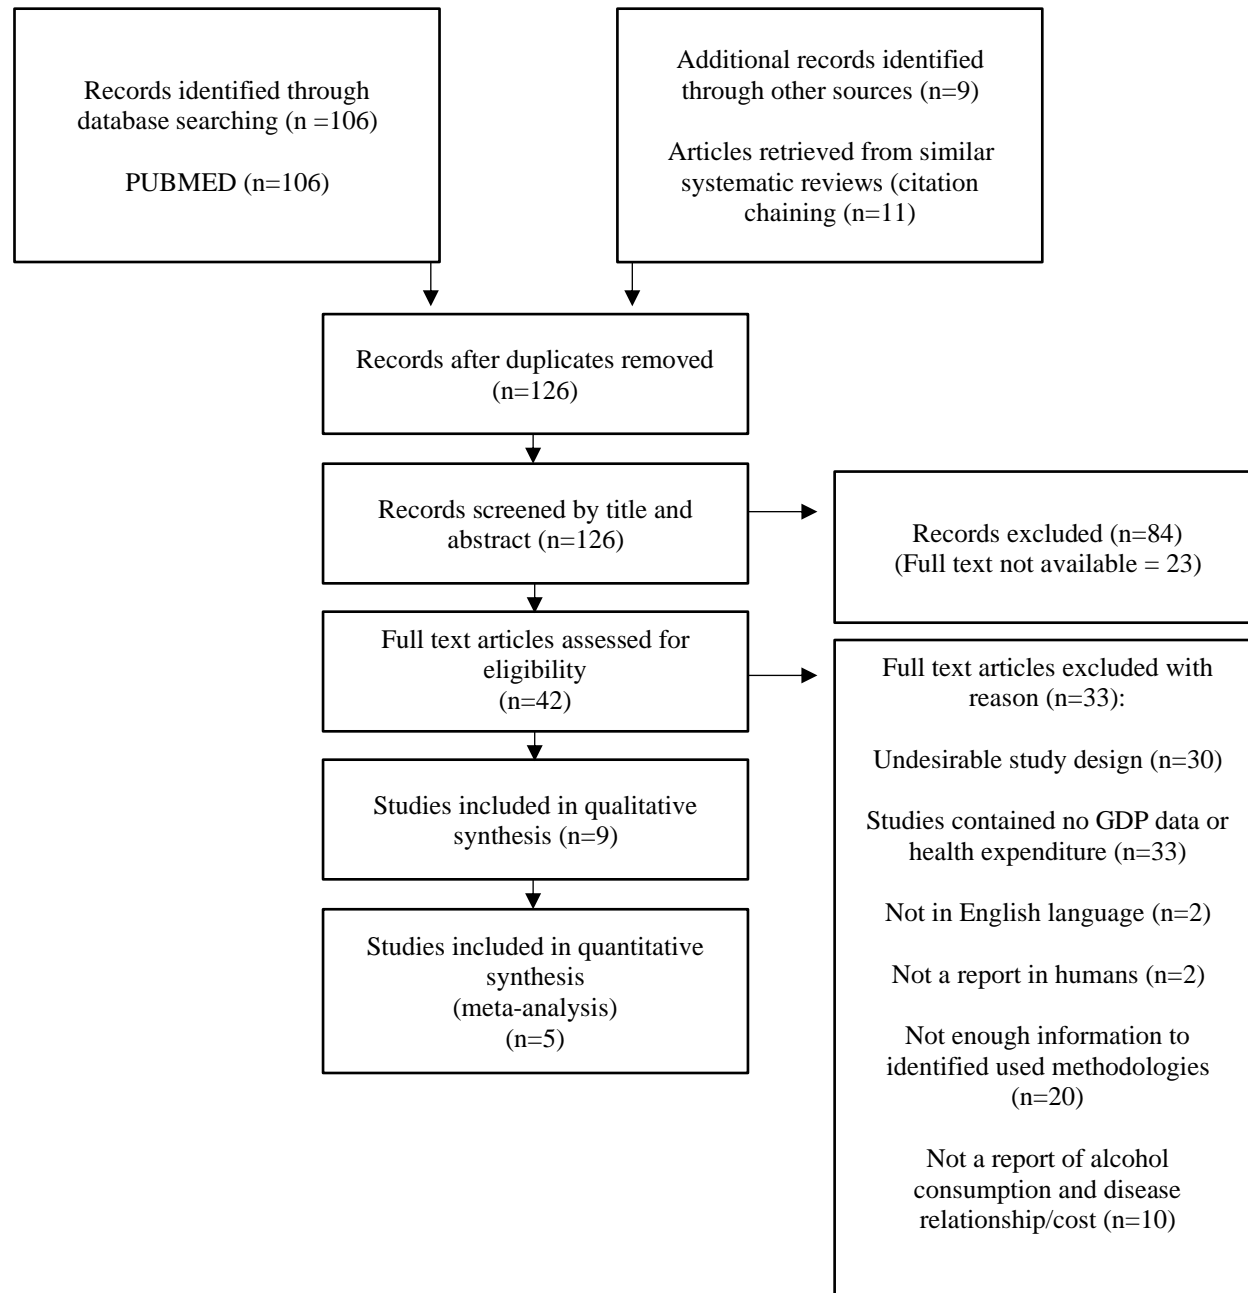 Records identified through
database searching (n =106)
PUBMED (n=106)
Additional records identified
through other sources (n=9)
Articles retrieved from similar
systematic reviews (citation
chaining (n=11)
Records after duplicates removed
(n=126)
Records screened by title and
abstract (n=126)
Records excluded (n=84)
(Full text not available = 23)
Full text articles assessed for
eligibility
(n=42)
Full text articles excluded with
reason (n=33):
Undesirable study design (n=30)
Studies contained no GDP data or
health expenditure (n=33)
Not in English language (n=2)
Not a report in humans (n=2)
Not enough information to
identified used methodologies
(n=20)
Not a report of alcohol
consumption and disease
relationship/cost (n=10)
Studies included in qualitative
synthesis (n=9)
Studies included in quantitative
synthesis
(meta-analysis)
(n=5)